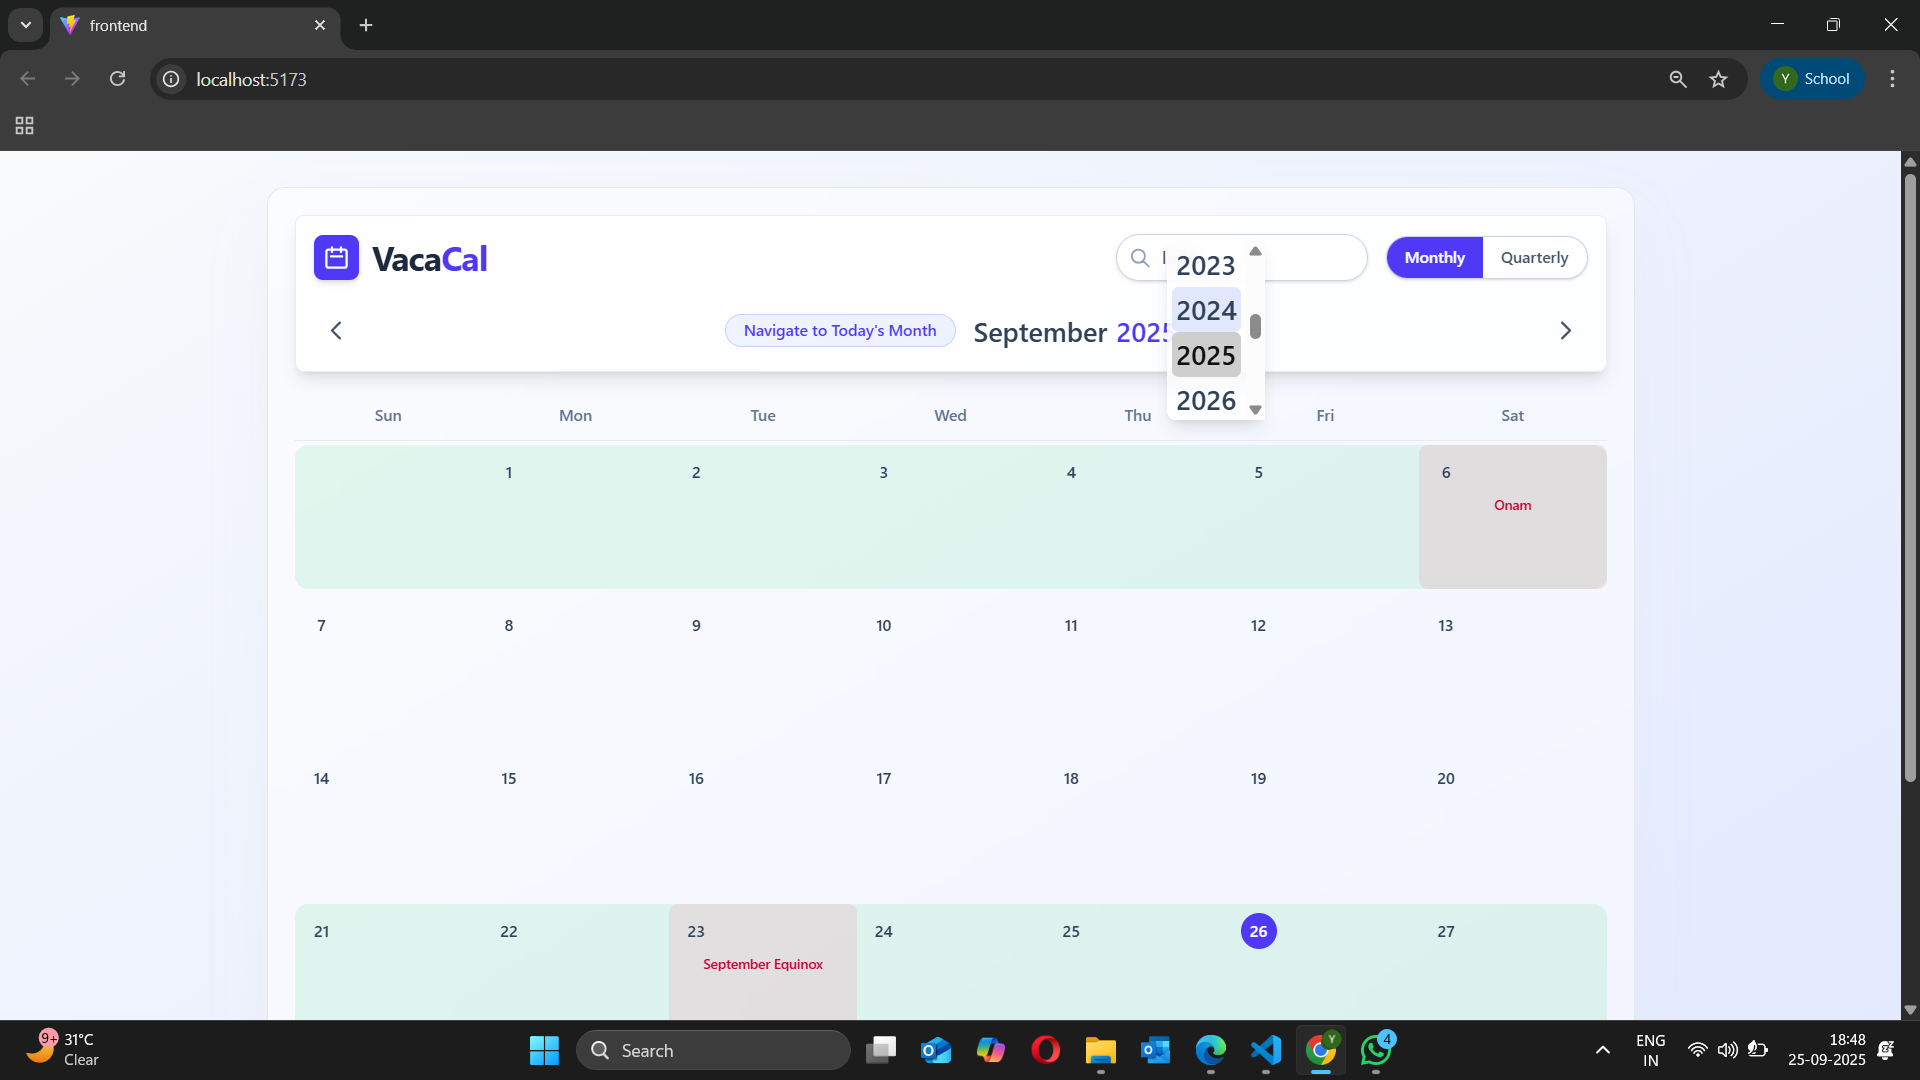 frontend
localhost:5173
Y School
VacaCal
2023
2024
2025
2026
Monthly
Quarterly
Navigate to Today's Month
September 2025
Sun Mon Tue Wed Thu Fri Sat
1 2 3 4 5 6
Onam
7 8 9 10 11 12 13
14 15 16 17 18 19 20
21 22 23 24 25 26 27
September Equinox
9+
31°C
Clear
Search
Y
4
ENG
IN
18:48
25-09-2025